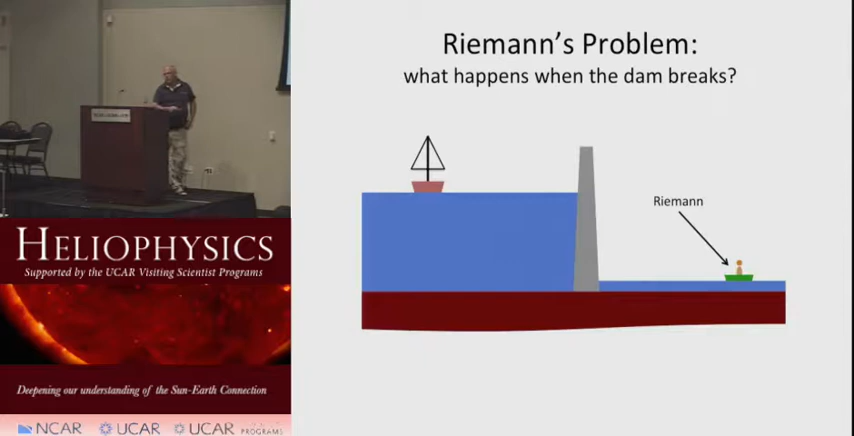 Riemann's Problem:
what happens when the dam breaks?
Riemann
HELIOPHYSICS
Supported by the UCAR Visiting Scientist Programs
Deepening our understanding of the Sun-Earth Connection
NCAR
UCAR
UCAR PROGRAMS